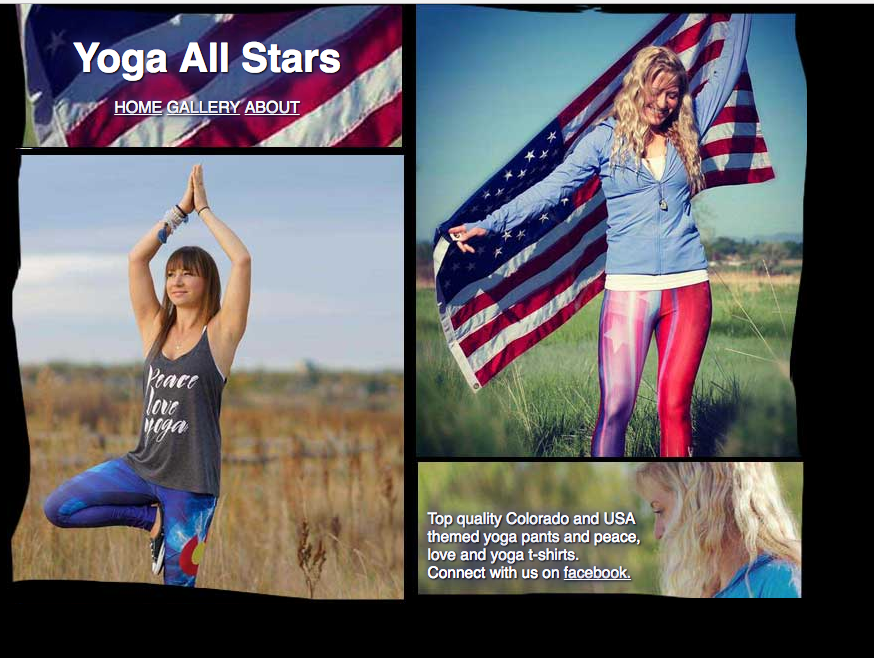 Yoga All Stars
HOME GALLERY ABOUT
Peace
love
yoga
Top quality Colorado and USA
themed yoga pants and peace,
love and yoga t-shirts.
Connect with us on facebook.